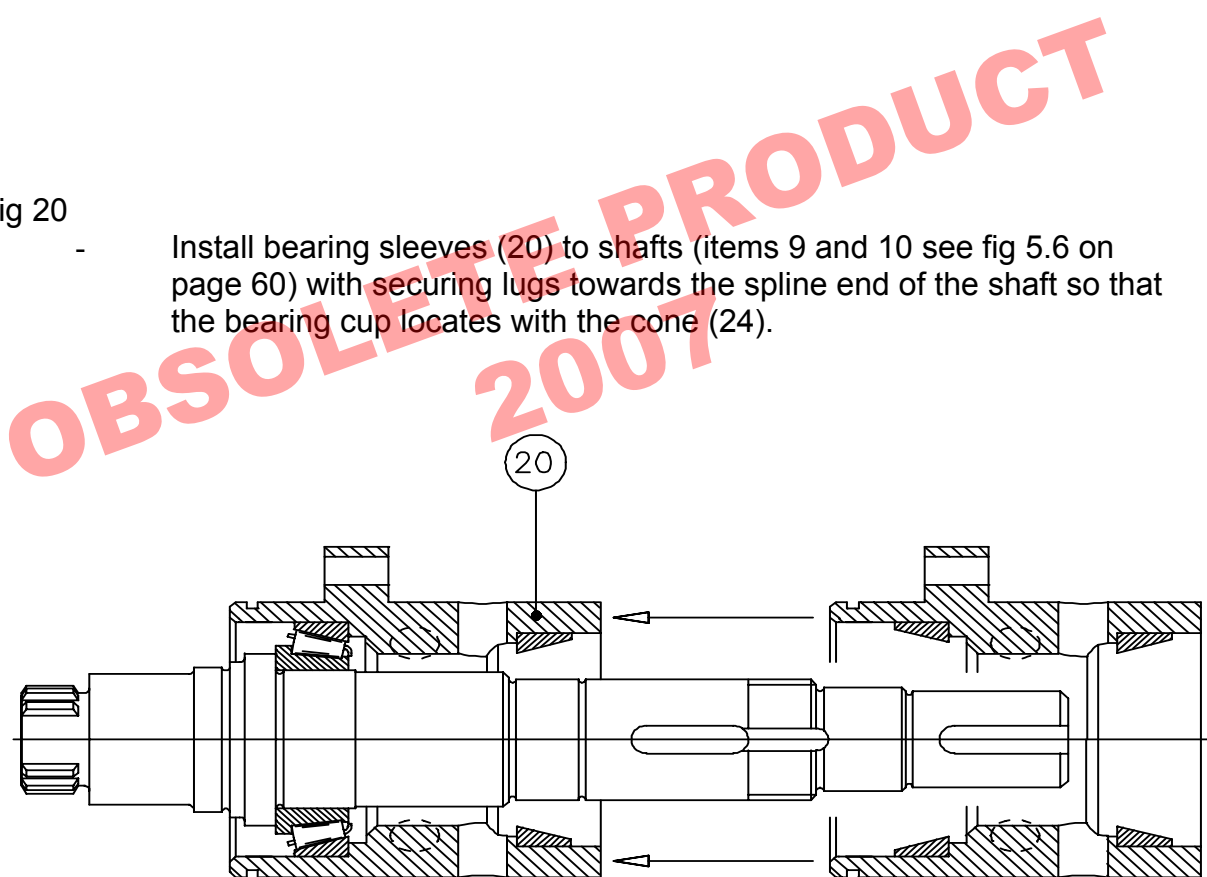 ig 20
- Install bearing sleeves (20) to shafts (items 9 and 10 see fig 5.6 on
page 60) with securing lugs towards the spline end of the shaft so that
the bearing cup locates with the cone (24).
OBSOLETE PRODUCT
2007
20